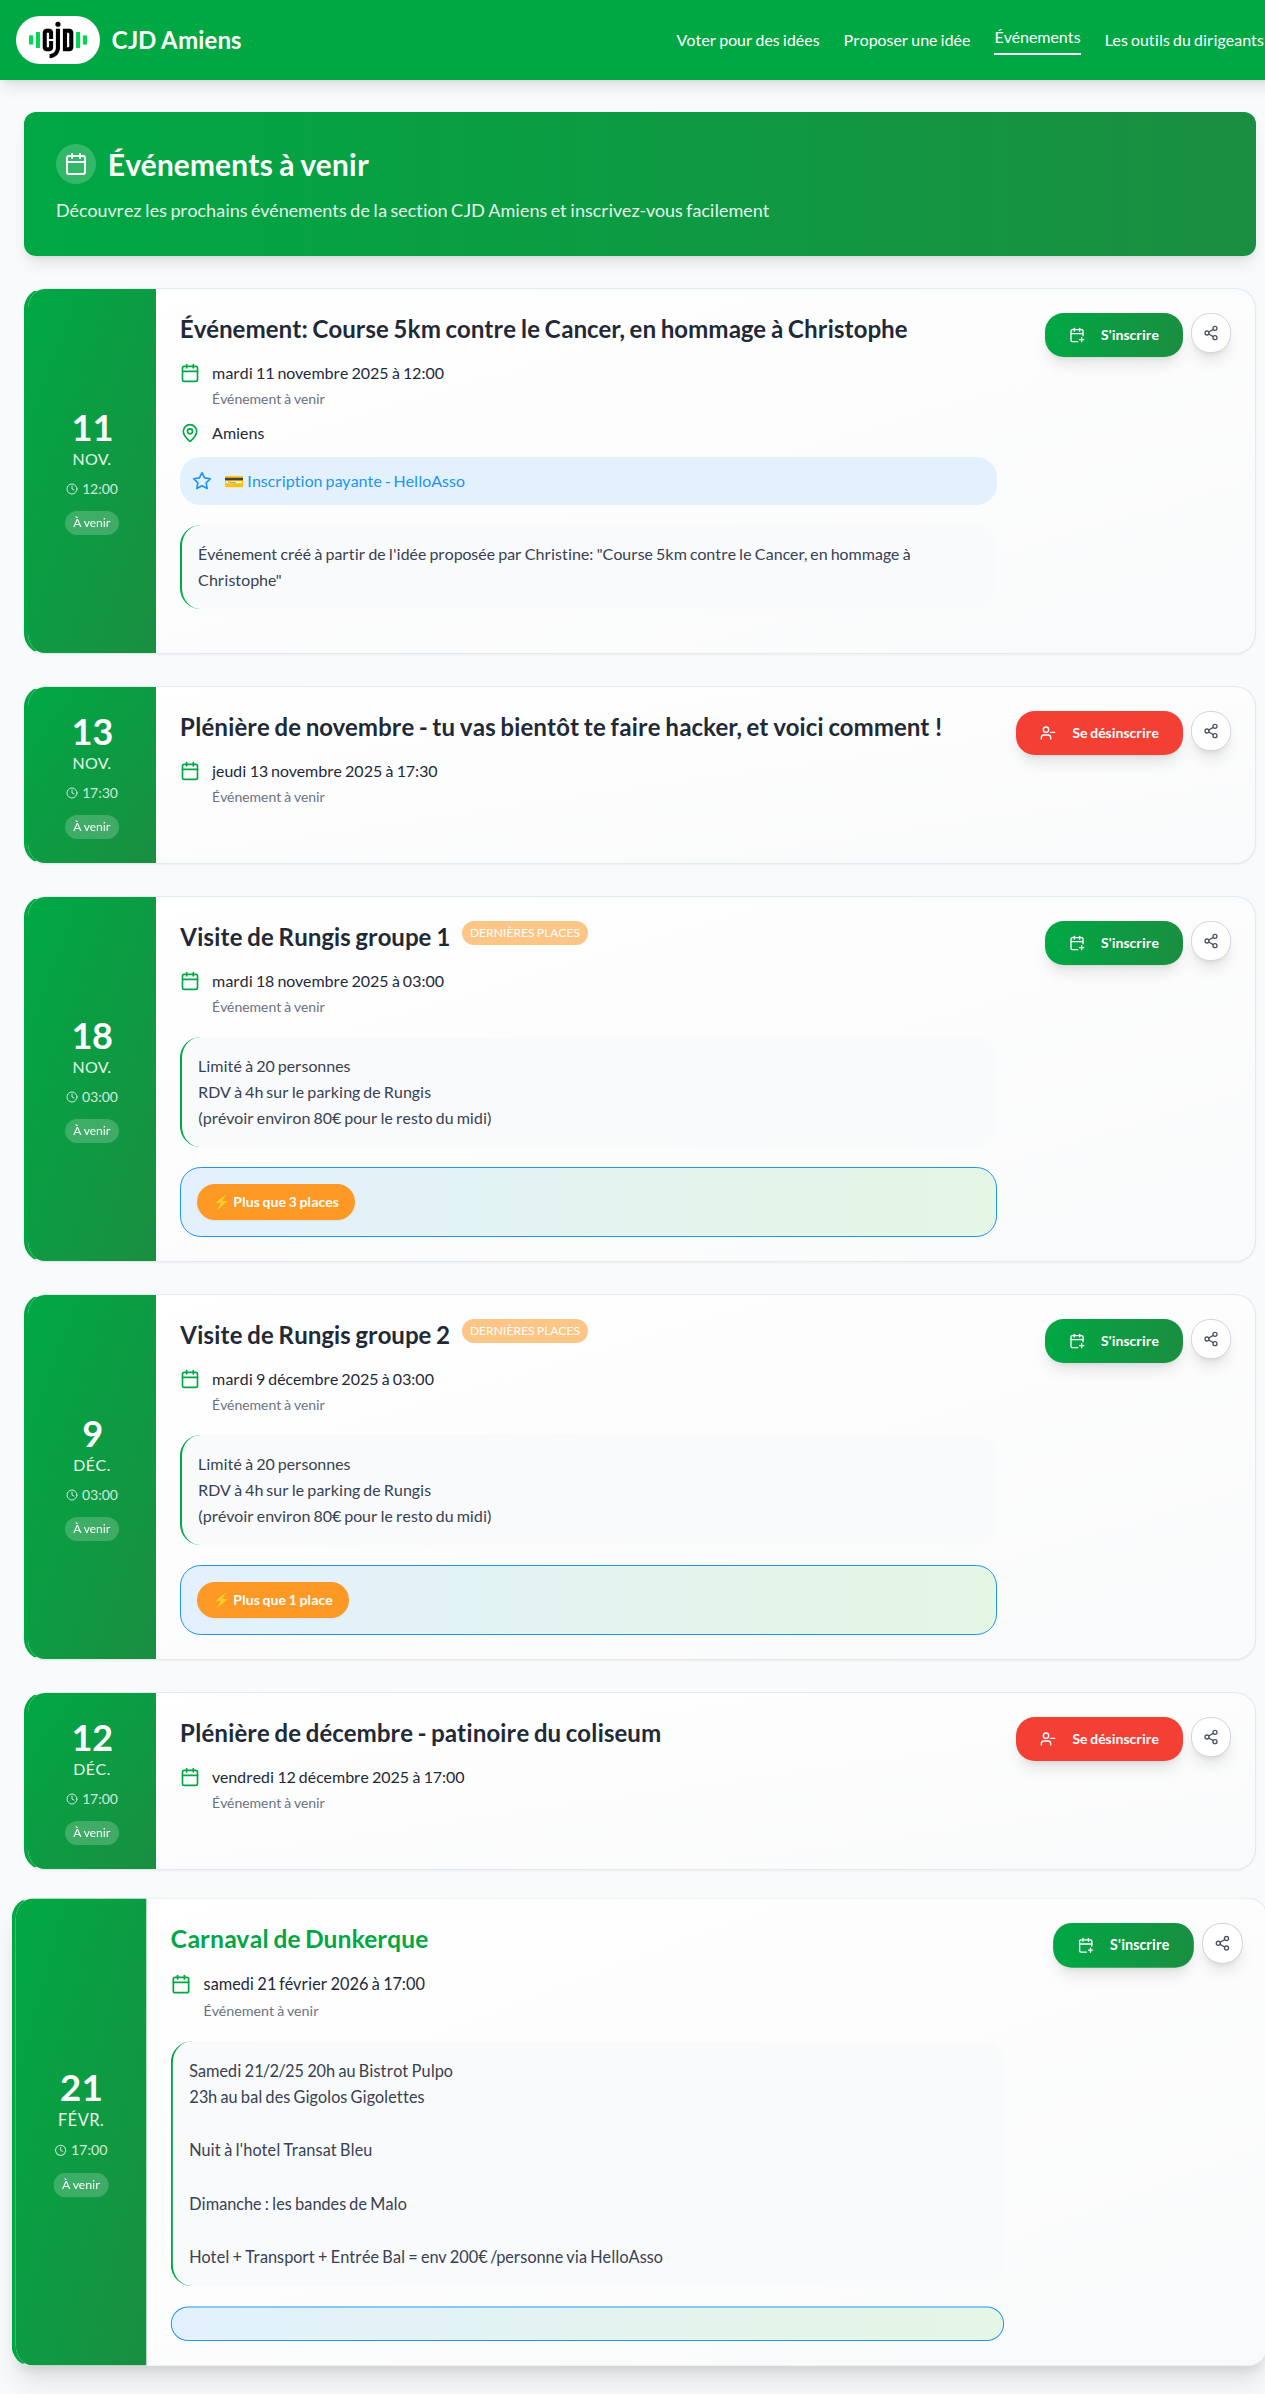 cjd CJD Amiens
Voter pour des idées Proposer une idée Événements Les outils du dirigeants
Événements à venir
Découvrez les prochains événements de la section CJD Amiens et inscrivez-vous facilement
11
NOV.
12:00
À venir
Événement: Course 5km contre le Cancer, en hommage à Christophe
mardi 11 novembre 2025 à 12:00
Événement à venir
Amiens
💳 Inscription payante - HelloAsso
Événement créé à partir de l'idée proposée par Christine: "Course 5km contre le Cancer, en hommage à
Christophe"
S'inscrire
13
NOV.
17:30
À venir
Plénière de novembre - tu vas bientôt te faire hacker, et voici comment !
jeudi 13 novembre 2025 à 17:30
Événement à venir
Se désinscrire
18
NOV.
03:00
À venir
Visite de Rungis groupe 1 DERNIÈRES PLACES
mardi 18 novembre 2025 à 03:00
Événement à venir
Limité à 20 personnes
RDV à 4h sur le parking de Rungis
(prévoir environ 80€ pour le resto du midi)
⚡ Plus que 3 places
S'inscrire
9
DÉC.
03:00
À venir
Visite de Rungis groupe 2 DERNIÈRES PLACES
mardi 9 décembre 2025 à 03:00
Événement à venir
Limité à 20 personnes
RDV à 4h sur le parking de Rungis
(prévoir environ 80€ pour le resto du midi)
⚡ Plus que 1 place
S'inscrire
12
DÉC.
17:00
À venir
Plénière de décembre - patinoire du coliseum
vendredi 12 décembre 2025 à 17:00
Événement à venir
Se désinscrire
21
FÉVR.
17:00
À venir
Carnaval de Dunkerque
samedi 21 février 2026 à 17:00
Événement à venir
Samedi 21/2/25 20h au Bistrot Pulpo
23h au bal des Gigolos Gigolettes
Nuit à l'hotel Transat Bleu
Dimanche : les bandes de Malo
Hotel + Transport + Entrée Bal = env 200€ /personne via HelloAsso
S'inscrire